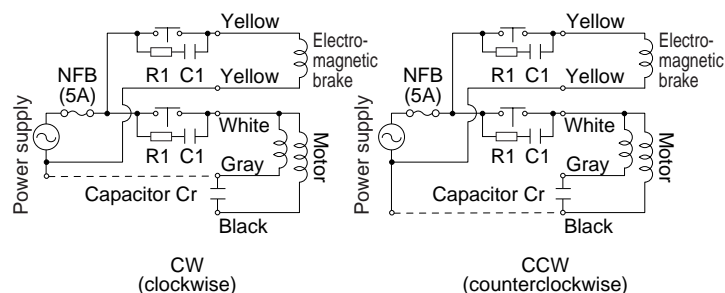 Yellow
Electro-
magnetic
brake
R1 C1
NFB
(5A)
Yellow
Power supply
White
R1 C1
Gray
Motor
Capacitor Cr
Black
CW
(clockwise)
Yellow
Electro-
magnetic
brake
R1 C1
NFB
(5A)
Yellow
Power supply
White
R1 C1
Gray
Motor
Capacitor Cr
Black
CCW
(counterclockwise)